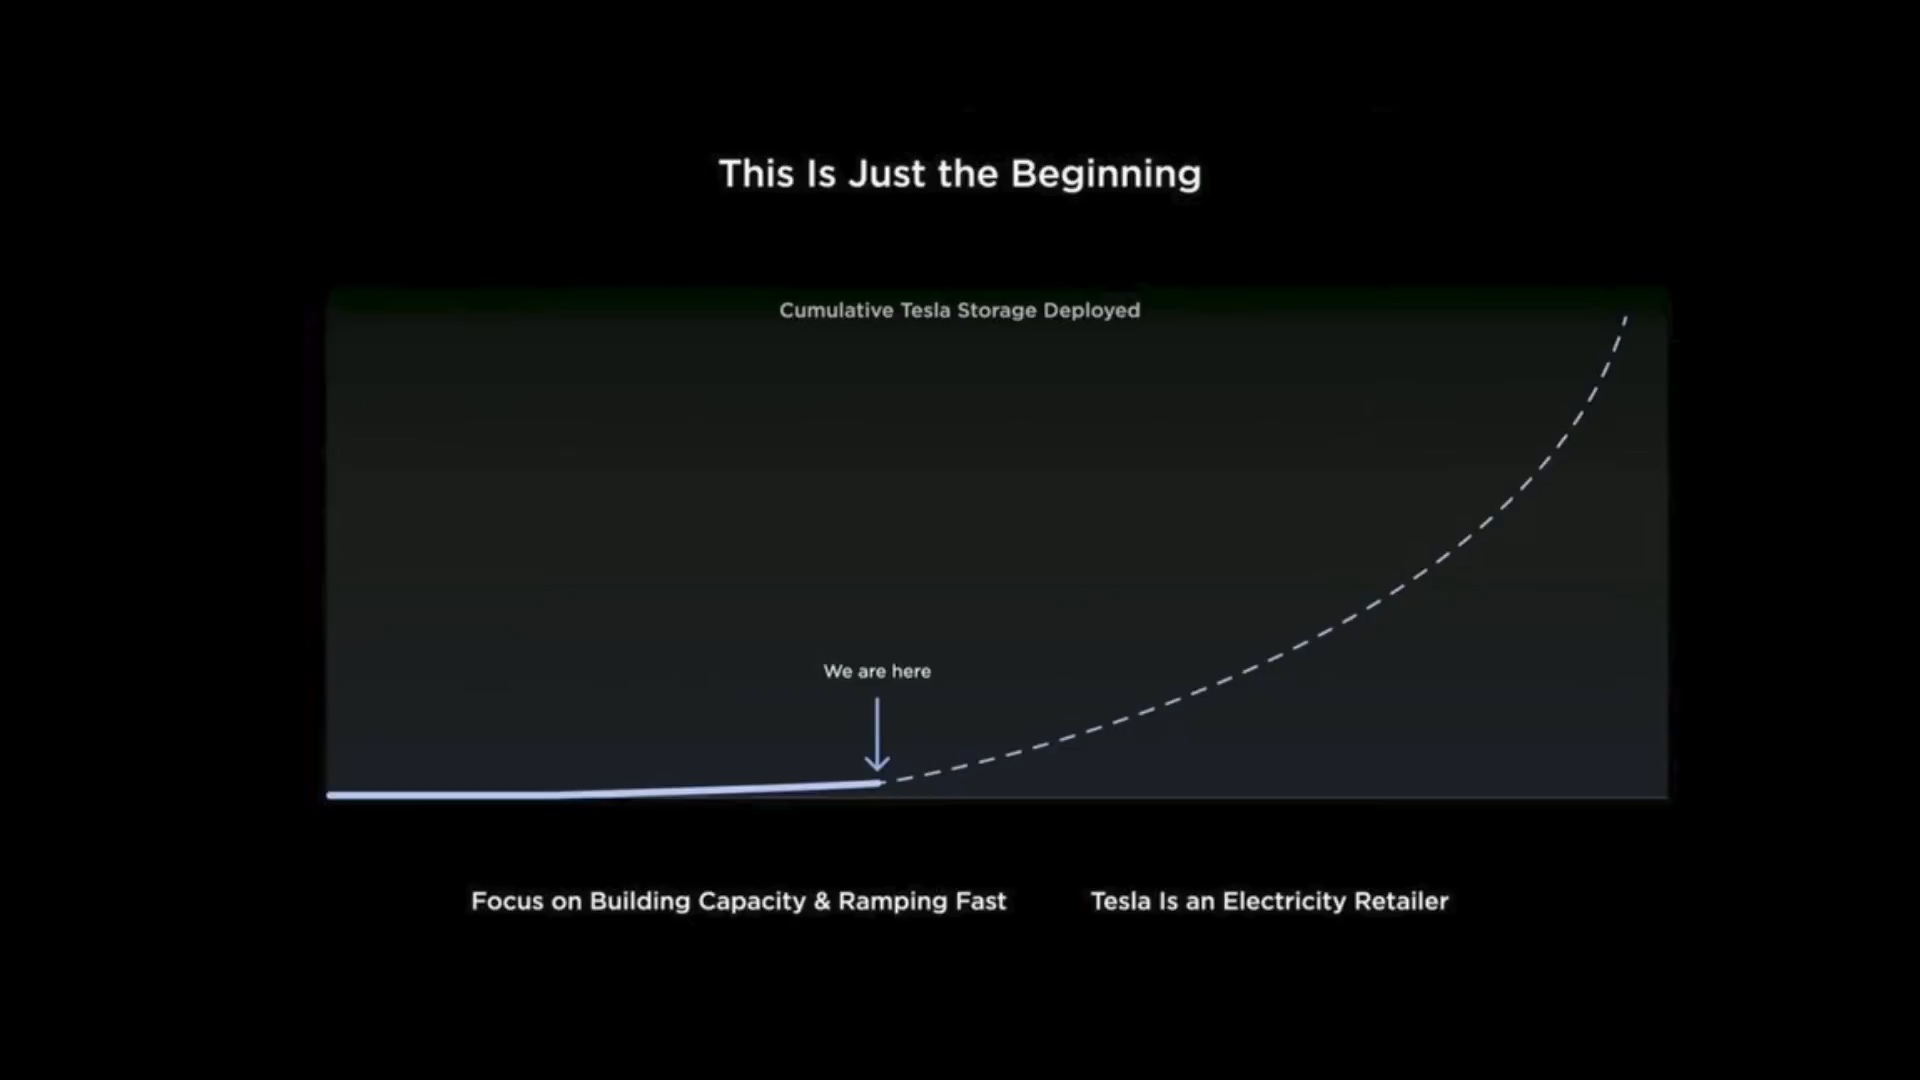 This Is Just the Beginning
Cumulative Tesla Storage Deployed
We are here
Focus on Building Capacity & Ramping Fast
Tesla Is an Electricity Retailer